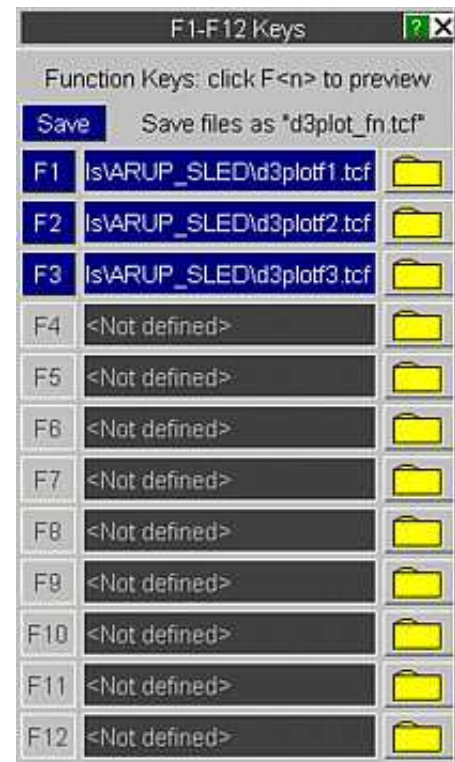 F1-F12 Keys ? X
Function Keys: click F<n> to preview
Save Save files as "d3plot_fn.tcf"
F1 ls\ARUP_SLED\d3plotf1.tcf
F2 ls\ARUP_SLED\d3plotf2.tcf
F3 ls\ARUP_SLED\d3plotf3.tcf
F4 <Not defined>
F5 <Not defined>
F6 <Not defined>
F7 <Not defined>
F8 <Not defined>
F9 <Not defined>
F10 <Not defined>
F11 <Not defined>
F12 <Not defined>